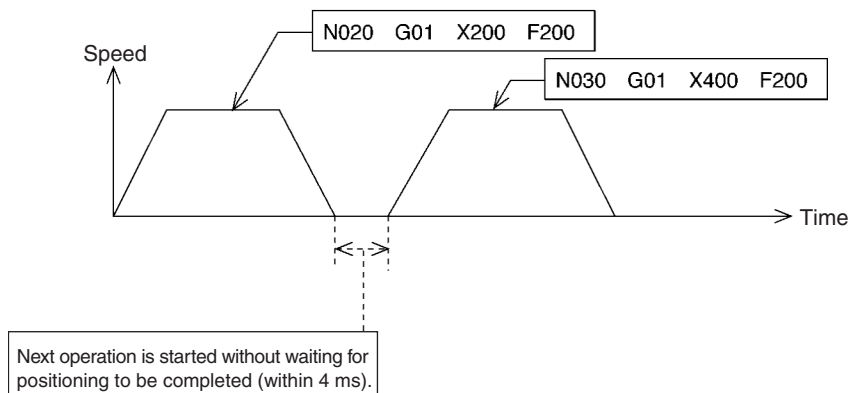 N020 G01 X200 F200
Speed
N030 G01 X400 F200
Time
Next operation is started without waiting for
positioning to be completed (within 4 ms).